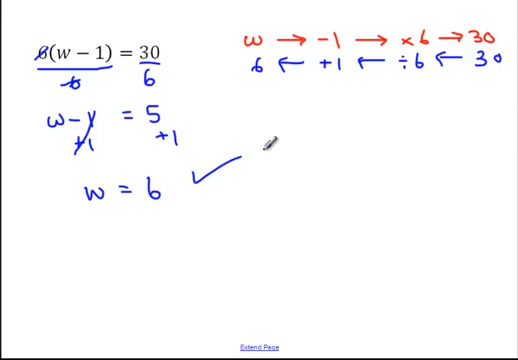 6(w − 1) = 30
6 6
w − 1 = 5
+1 +1
w = 6 ✓
w → −1 → ×6 → 30
6 ← +1 ← ÷6 ← 30
Extend Page